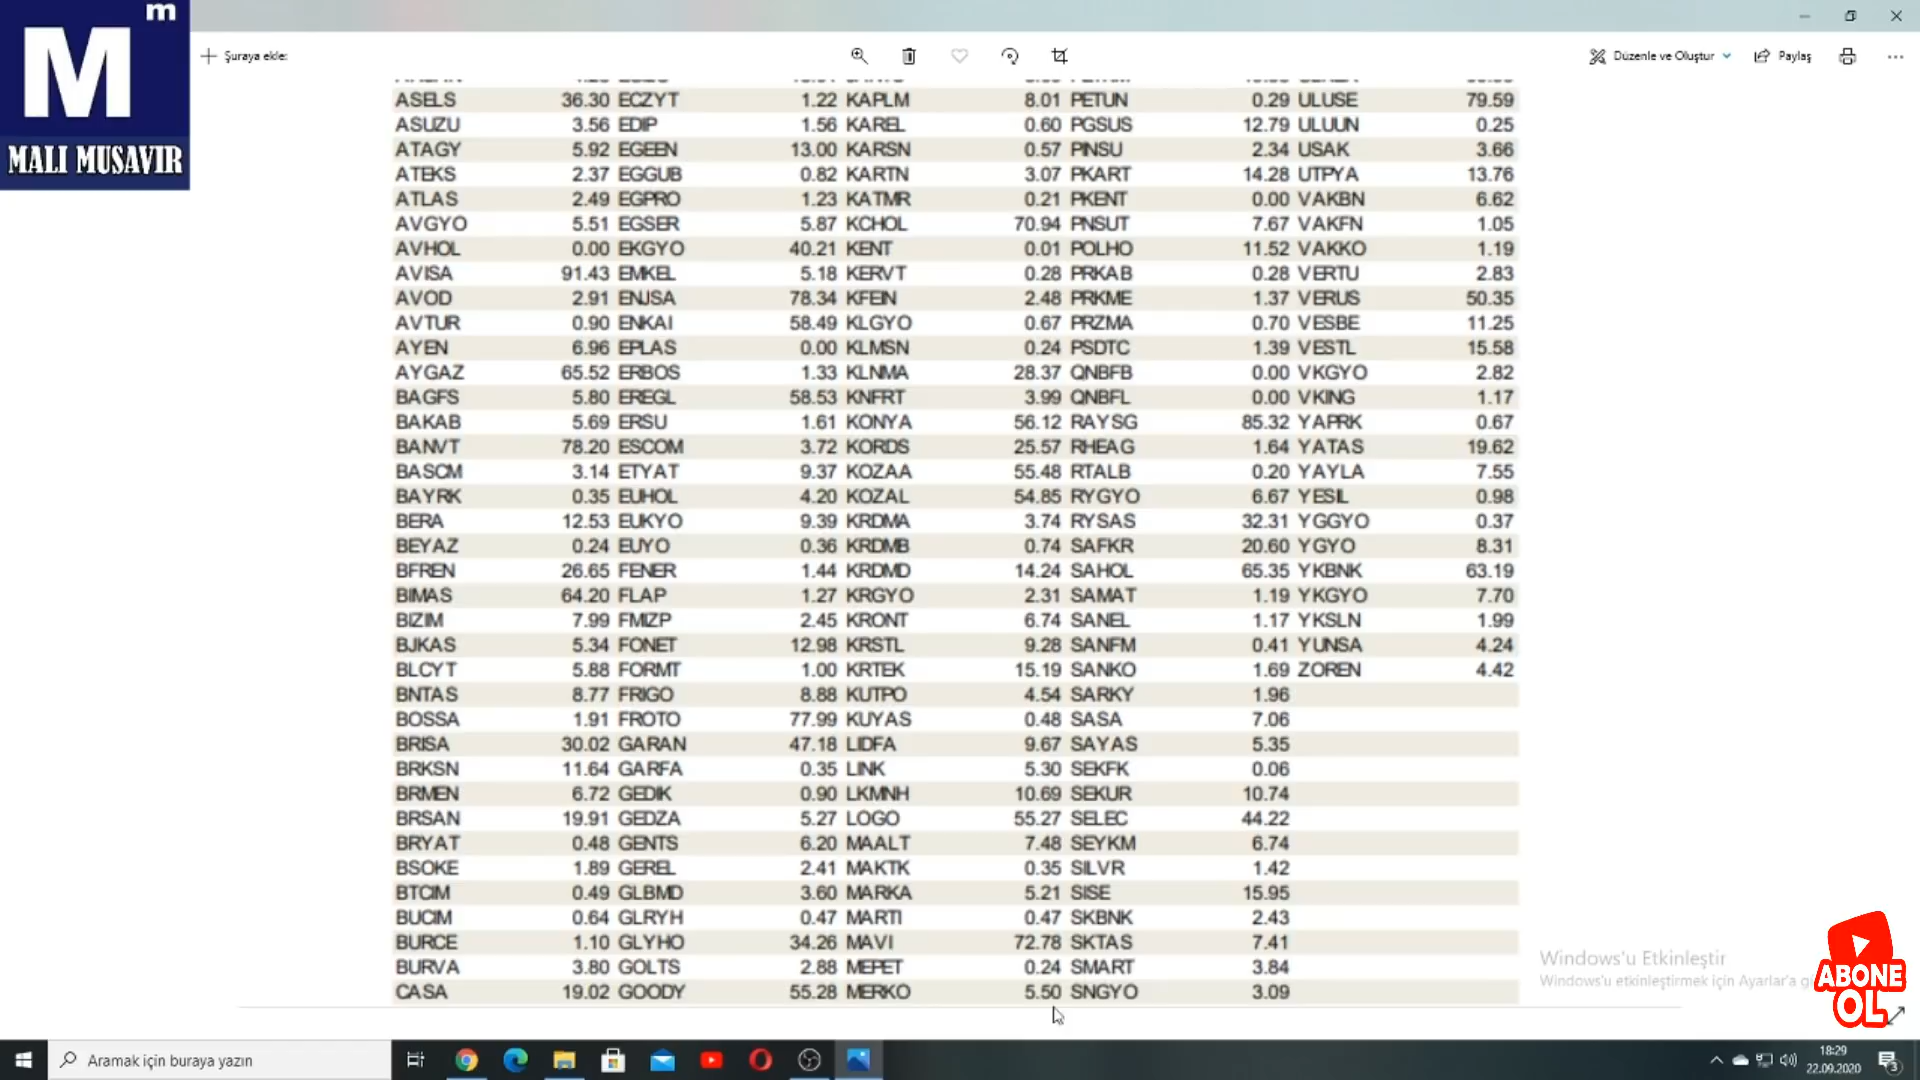 m
M
MALI MUSAVIR
Şuraya ekle:
Düzenle ve Oluştur
Paylaş
ASELS 36.30 ECZYT 1.22 KAPLM 8.01 PETUN 0.29 ULUSE 79.59
ASUZU 3.56 EDIP 1.56 KAREL 0.60 PGSUS 12.79 ULUUN 0.25
ATAGY 5.92 EGEEN 13.00 KARSN 0.57 PINSU 2.34 USAK 3.66
ATEKS 2.37 EGGUB 0.82 KARTN 3.07 PKART 14.28 UTPYA 13.76
ATLAS 2.49 EGPRO 1.23 KATMR 0.21 PKENT 0.00 VAKBN 6.62
AVGYO 5.51 EGSER 5.87 KCHOL 70.94 PNSUT 7.67 VAKFN 1.05
AVHOL 0.00 EKGYO 40.21 KENT 0.01 POLHO 11.52 VAKKO 1.19
AVISA 91.43 EMKEL 5.18 KERVT 0.28 PRKAB 0.28 VERTU 2.83
AVOD 2.91 ENJSA 78.34 KFEIN 2.48 PRKME 1.37 VERUS 50.35
AVTUR 0.90 ENKAI 58.49 KLGYO 0.67 PRZMA 0.70 VESBE 11.25
AYEN 6.96 EPLAS 0.00 KLMSN 0.24 PSDTC 1.39 VESTL 15.58
AYGAZ 65.52 ERBOS 1.33 KLNMA 28.37 QNBFB 0.00 VKGYO 2.82
BAGFS 5.80 EREGL 58.53 KNFRT 3.99 QNBFL 0.00 VKING 1.17
BAKAB 5.69 ERSU 1.61 KONYA 56.12 RAYSG 85.32 YAPRK 0.67
BANVT 78.20 ESCOM 3.72 KORDS 25.57 RHEAG 1.64 YATAS 19.62
BASCM 3.14 ETYAT 9.37 KOZAA 55.48 RTALB 0.20 YAYLA 7.55
BAYRK 0.35 EUHOL 4.20 KOZAL 54.85 RYGYO 6.67 YESIL 0.98
BERA 12.53 EUKYO 9.39 KRDMA 3.74 RYSAS 32.31 YGGYO 0.37
BEYAZ 0.24 EUYO 0.36 KRDMB 0.74 SAFKR 20.60 YGYO 8.31
BFREN 26.65 FENER 1.44 KRDMD 14.24 SAHOL 65.35 YKBNK 63.19
BIMAS 64.20 FLAP 1.27 KRGYO 2.31 SAMAT 1.19 YKGYO 7.70
BIZIM 7.99 FMIZP 2.45 KRONT 6.74 SANEL 1.17 YKSLN 1.99
BJKAS 5.34 FONET 12.98 KRSTL 9.28 SANFM 0.41 YUNSA 4.24
BLCYT 5.88 FORMT 1.00 KRTEK 15.19 SANKO 1.69 ZOREN 4.42
BNTAS 8.77 FRIGO 8.88 KUTPO 4.54 SARKY 1.96
BOSSA 1.91 FROTO 77.99 KUYAS 0.48 SASA 7.06
BRISA 30.02 GARAN 47.18 LIDFA 9.67 SAYAS 5.35
BRKSN 11.64 GARFA 0.35 LINK 5.30 SEKFK 0.06
BRMEN 6.72 GEDIK 0.90 LKMNH 10.69 SEKUR 10.74
BRSAN 19.91 GEDZA 5.27 LOGO 55.27 SELEC 44.22
BRYAT 0.48 GENTS 6.20 MAALT 7.48 SEYKM 6.74
BSOKE 1.89 GEREL 2.41 MAKTK 0.35 SILVR 1.42
BTCIM 0.49 GLBMD 3.60 MARKA 5.21 SISE 15.95
BUCIM 0.64 GLRYH 0.47 MARTI 0.47 SKBNK 2.43
BURCE 1.10 GLYHO 34.26 MAVI 72.78 SKTAS 7.41
BURVA 3.80 GOLTS 2.88 MEPET 0.24 SMART 3.84
CASA 19.02 GOODY 55.28 MERKO 5.50 SNGYO 3.09
Windows'u Etkinleştir
Windows'u etkinleştirmek için Ayarlar'a
ABONE
OL
Aramak için buraya yazın
18:29
22.09.2020
3